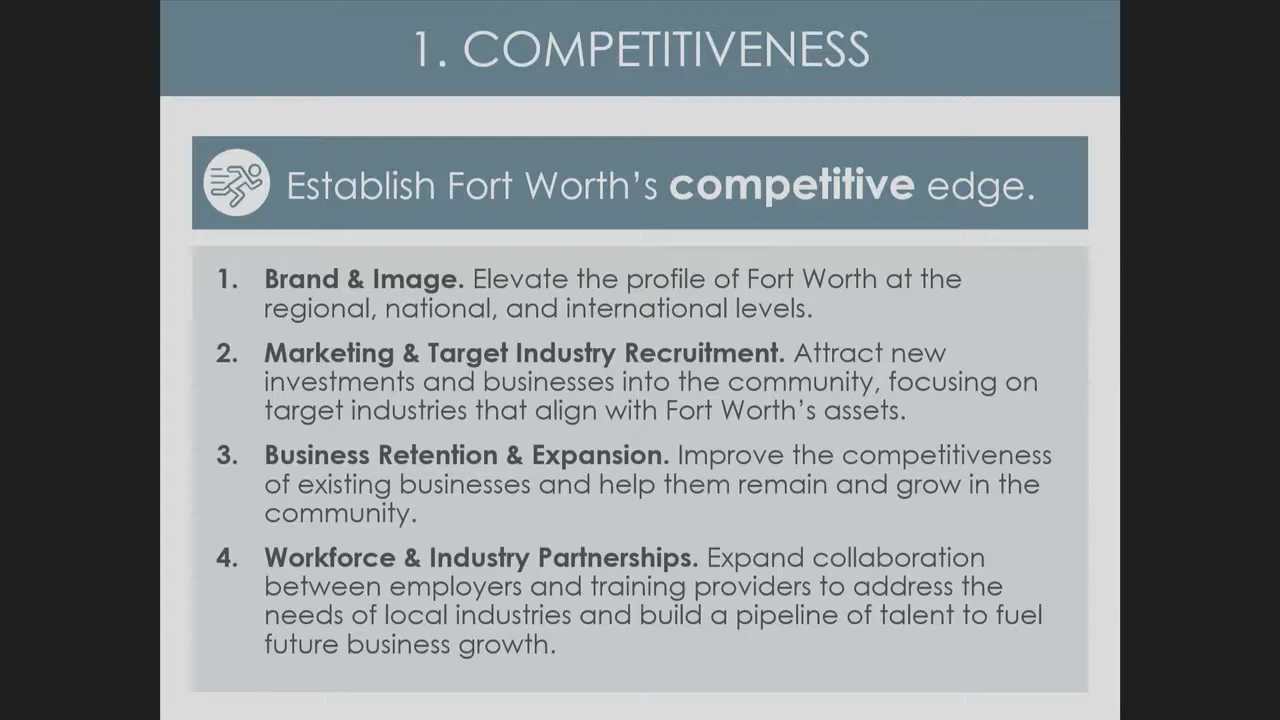 1. COMPETITIVENESS
Establish Fort Worth's competitive edge.
1. Brand & Image. Elevate the profile of Fort Worth at the
regional, national, and international levels.
2. Marketing & Target Industry Recruitment. Attract new
investments and businesses into the community, focusing on
target industries that align with Fort Worth's assets.
3. Business Retention & Expansion. Improve the competitiveness
of existing businesses and help them remain and grow in the
community.
4. Workforce & Industry Partnerships. Expand collaboration
between employers and training providers to address the
needs of local industries and build a pipeline of talent to fuel
future business growth.